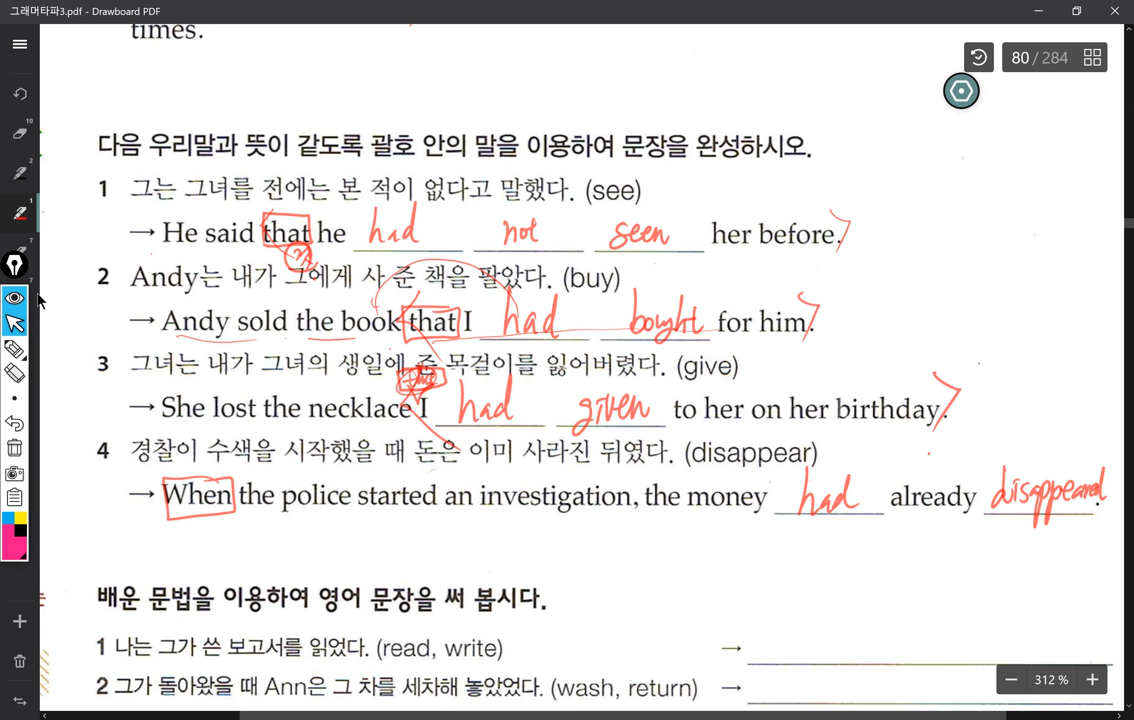 그래머타파3.pdf - Drawboard PDF
times.
80 / 284
다음 우리말과 뜻이 같도록 괄호 안의 말을 이용하여 문장을 완성하시오.
1 그는 그녀를 전에는 본 적이 없다고 말했다. (see)
→ He said that he had not seen her before.
2 Andy는 내가 그에게 사 준 책을 팔았다. (buy)
→ Andy sold the book that I had bought for him.
3 그녀는 내가 그녀의 생일에 준 목걸이를 잃어버렸다. (give)
→ She lost the necklace I had given to her on her birthday.
4 경찰이 수색을 시작했을 때 돈은 이미 사라진 뒤였다. (disappear)
→ When the police started an investigation, the money had already disappeared.
배운 문법을 이용하여 영어 문장을 써 봅시다.
1 나는 그가 쓴 보고서를 읽었다. (read, write) →
2 그가 돌아왔을 때 Ann은 그 차를 세차해 놓았었다. (wash, return) →
312 %